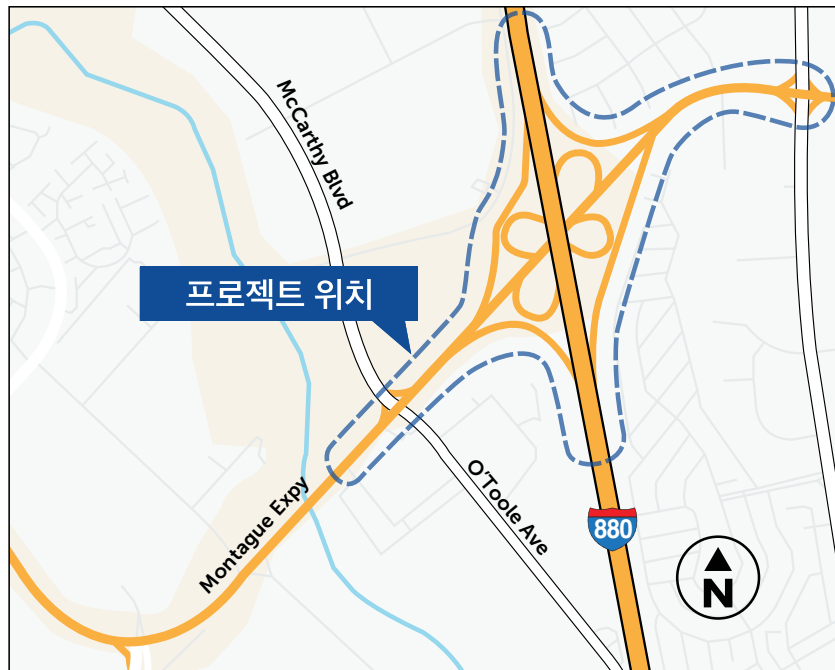 McCarthy Blvd
프로젝트 위치
Montague Expy
O'Toole Ave
880
N